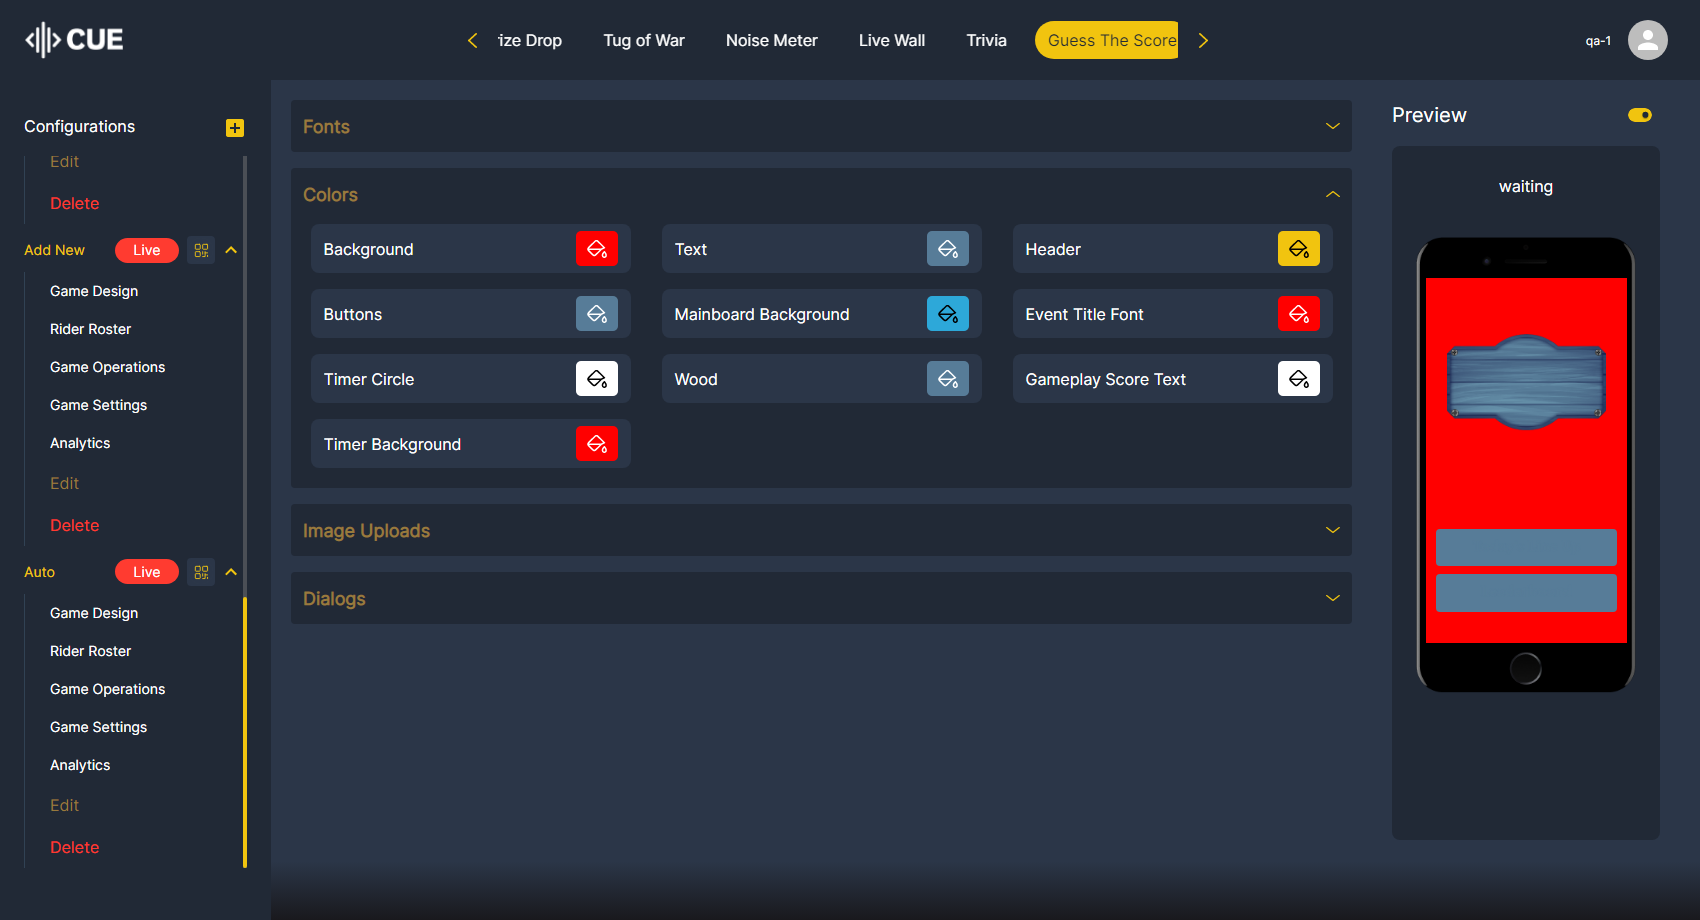 CUE
ize Drop
Tug of War
Noise Meter
Live Wall
Trivia
Guess The Score
qa-1
Configurations
Edit
Delete
Add New
Live
Game Design
Rider Roster
Game Operations
Game Settings
Analytics
Edit
Delete
Auto
Live
Game Design
Rider Roster
Game Operations
Game Settings
Analytics
Edit
Delete
Fonts
Colors
Background
Text
Header
Buttons
Mainboard Background
Event Title Font
Timer Circle
Wood
Gameplay Score Text
Timer Background
Image Uploads
Dialogs
Preview
waiting